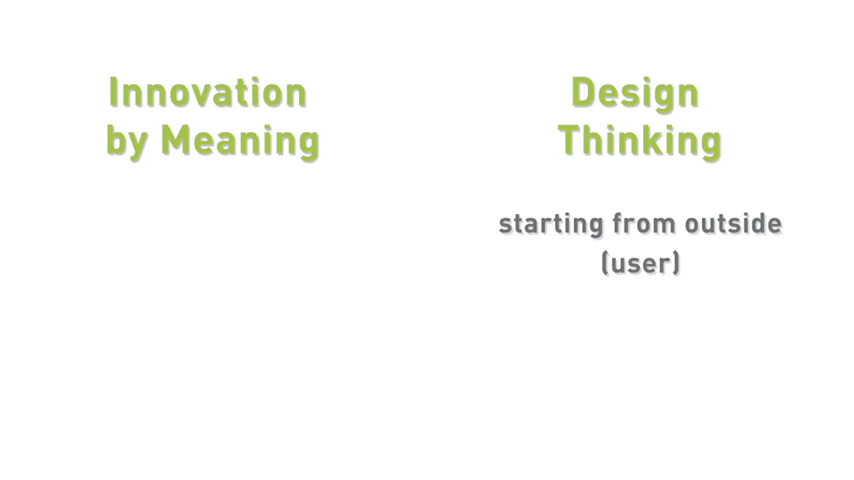 Innovation
by Meaning
Design
Thinking
starting from outside
(user)